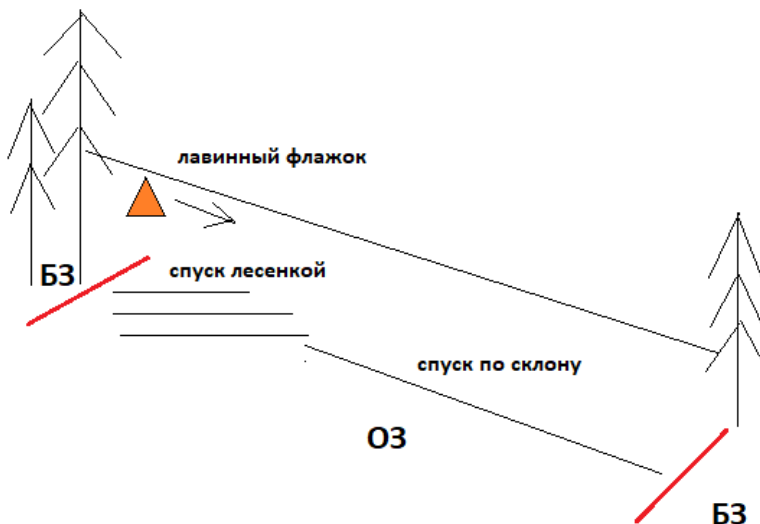 лавинный флажок
БЗ
спуск лесенкой
спуск по склону
ОЗ
БЗ